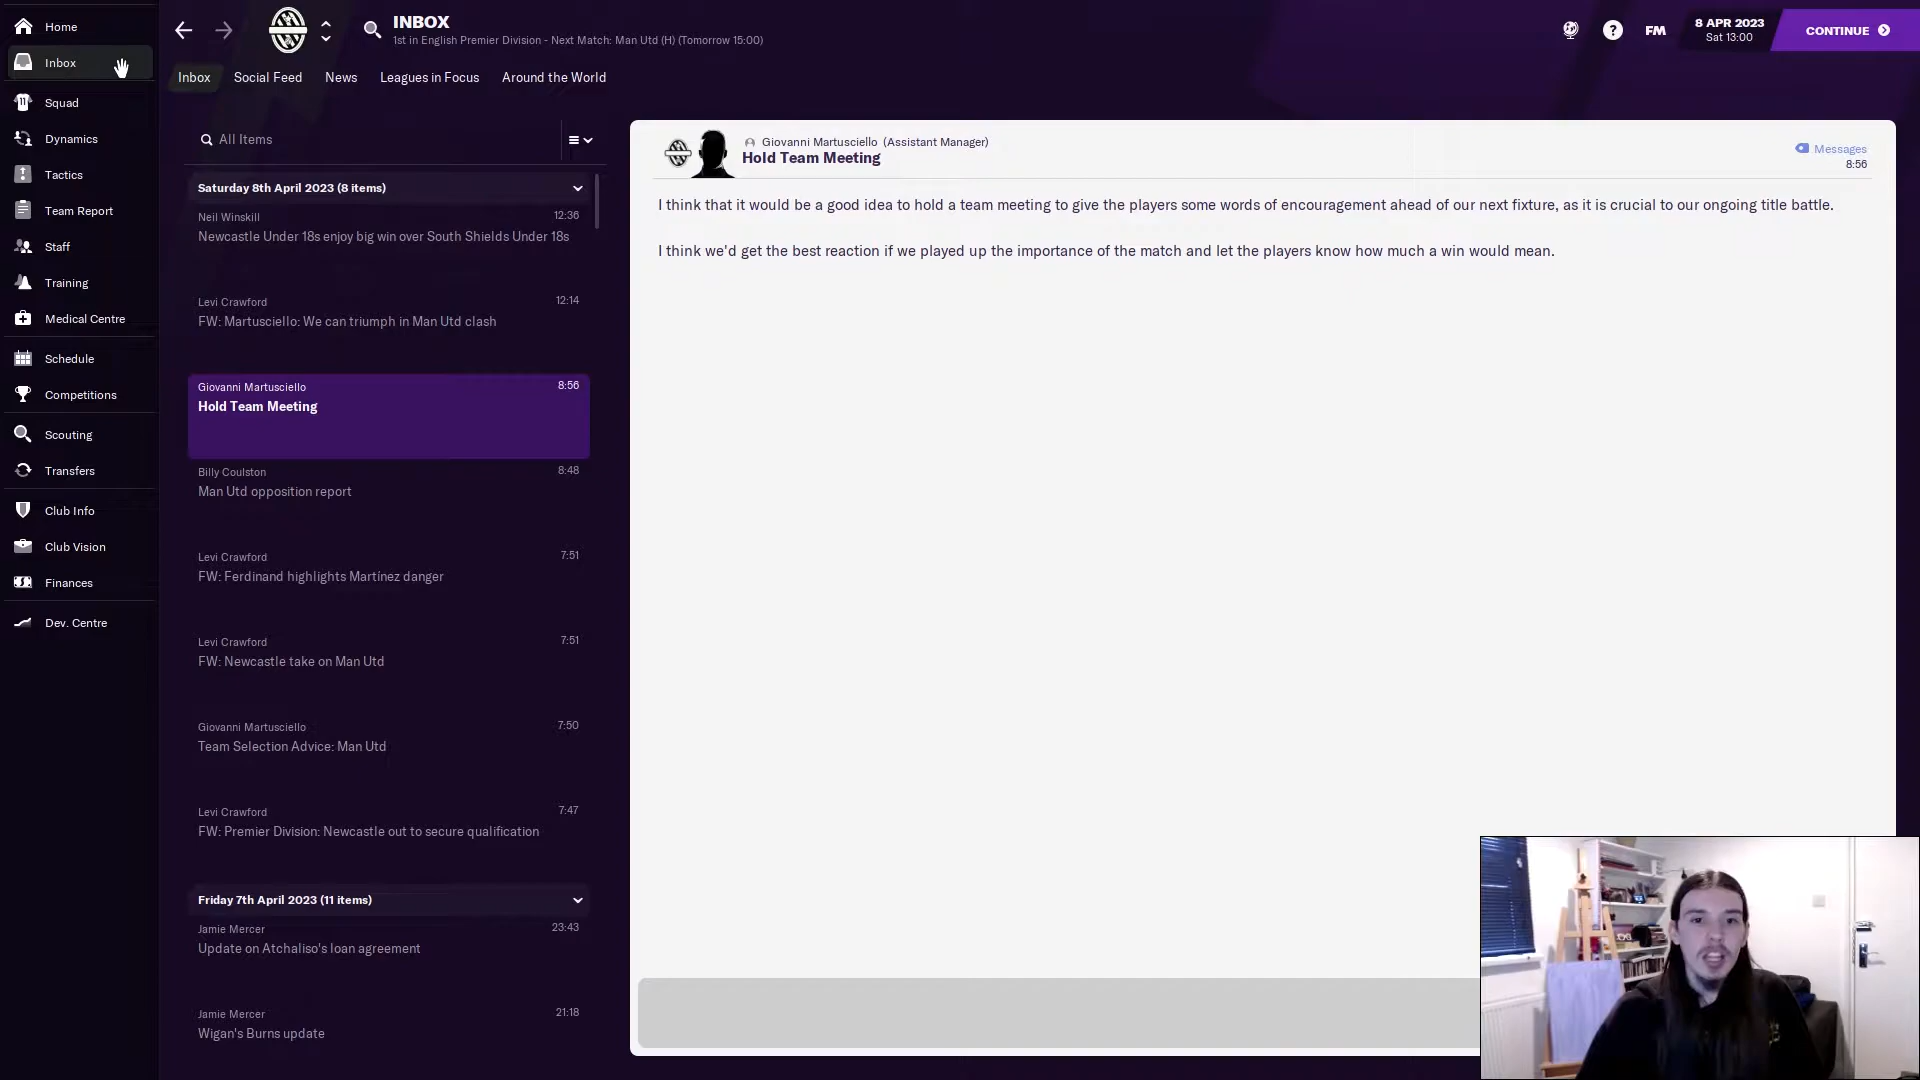 Home
Inbox
Squad
Dynamics
Tactics
Team Report
Staff
Training
Medical Centre
Schedule
Competitions
Scouting
Transfers
Club Info
Club Vision
Finances
Dev. Centre
INBOX
1st in English Premier Division - Next Match: Man Utd (H) (Tomorrow 15:00)
FM
8 APR 2023
Sat 13:00
CONTINUE
Inbox
Social Feed
News
Leagues in Focus
Around the World
All Items
Saturday 8th April 2023 (8 items)
Neil Winskill 12:36
Newcastle Under 18s enjoy big win over South Shields Under 18s
Levi Crawford 12:14
FW: Martusciello: We can triumph in Man Utd clash
Giovanni Martusciello 8:56
Hold Team Meeting
Billy Coulston 8:48
Man Utd opposition report
Levi Crawford 7:51
FW: Ferdinand highlights Martínez danger
Levi Crawford 7:51
FW: Newcastle take on Man Utd
Giovanni Martusciello 7:50
Team Selection Advice: Man Utd
Levi Crawford 7:47
FW: Premier Division: Newcastle out to secure qualification
Friday 7th April 2023 (11 items)
Jamie Mercer 23:43
Update on Atchaliso's loan agreement
Jamie Mercer 21:18
Wigan's Burns update
Giovanni Martusciello (Assistant Manager)
Hold Team Meeting
Messages
8:56
I think that it would be a good idea to hold a team meeting to give the players some words of encouragement ahead of our next fixture, as it is crucial to our ongoing title battle.
I think we'd get the best reaction if we played up the importance of the match and let the players know how much a win would mean.